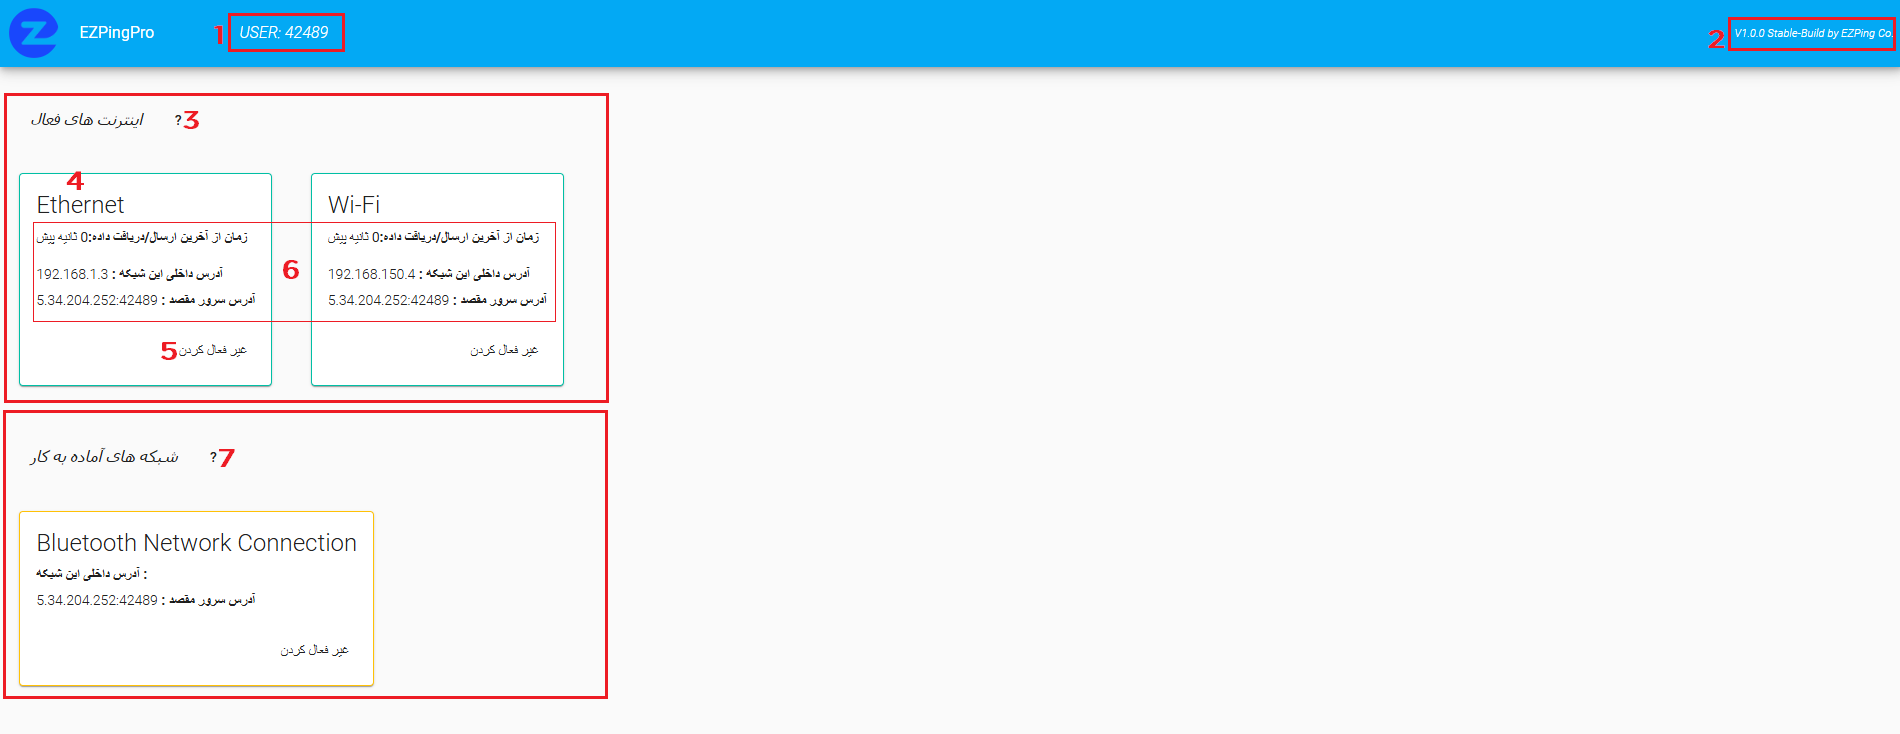 EZPingPro
1 USER: 42489
2 V1.0.0 Stable-Build by EZPing Co.
اینترنت های فعال ? 3
4
Ethernet
زمان از آخرین ارسال/دریافت داده:0 ثانیه پیش
آدرس داخلی این شبکه : 192.168.1.3
آدرس سرور مقصد : 5.34.204.252:42489
5 غیر فعال کردن
6
Wi-Fi
زمان از آخرین ارسال/دریافت داده:0 ثانیه پیش
آدرس داخلی این شبکه : 192.168.150.4
آدرس سرور مقصد : 5.34.204.252:42489
غیر فعال کردن
شبکه های آماده به کار ? 7
Bluetooth Network Connection
آدرس داخلی این شبکه :
آدرس سرور مقصد : 5.34.204.252:42489
غیر فعال کردن